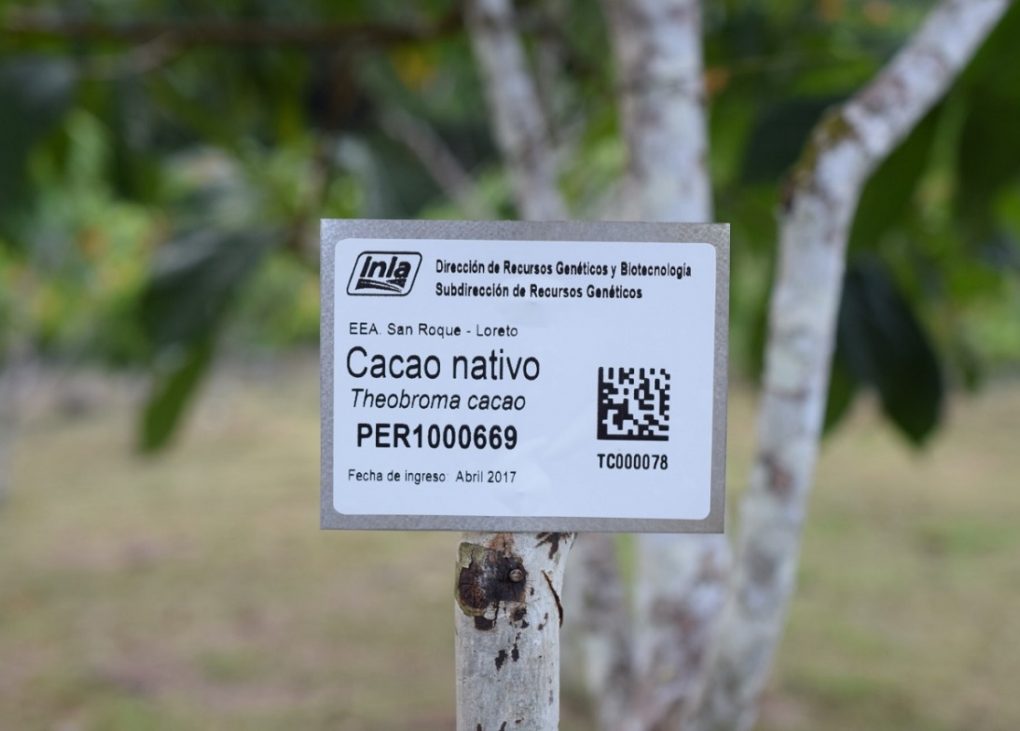 Inia
Dirección de Recursos Genéticos y Biotecnología
Subdirección de Recursos Genéticos
EEA. San Roque - Loreto
Cacao nativo
Theobroma cacao
PER1000669
TC000078
Fecha de ingreso: Abril 2017